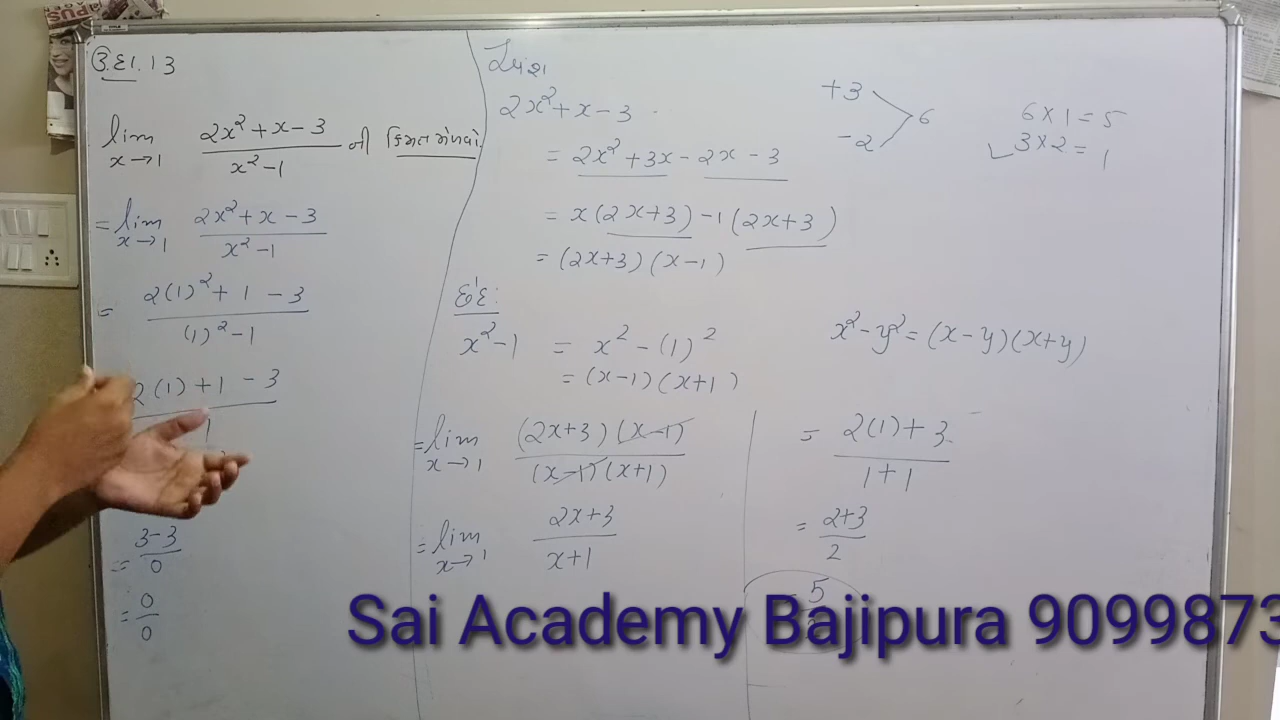 ઉદા. 13
lim x→1 2x²+x-3 / x²-1 ની કિંમત મેળવો.
= lim x→1 2x²+x-3 / x²-1
= 2(1)²+1-3 / (1)²-1
2(1)+1-3 / 1
= 3-3 / 0
= 0 / 0
અંશ
2x²+x-3
= 2x²+3x-2x-3
= x(2x+3)-1(2x+3)
= (2x+3)(x-1)
+3
-2
6
6×1=5
✓3×2=1
છેદ:
x²-1 = x²-(1)²
= (x-1)(x+1)
x²-y²=(x-y)(x+y)
= lim x→1 (2x+3)(x-1) / (x-1)(x+1)
= lim x→1 2x+3 / x+1
= 2(1)+3 / 1+1
= 2+3 / 2
= 5
Sai Academy Bajipura 9099873